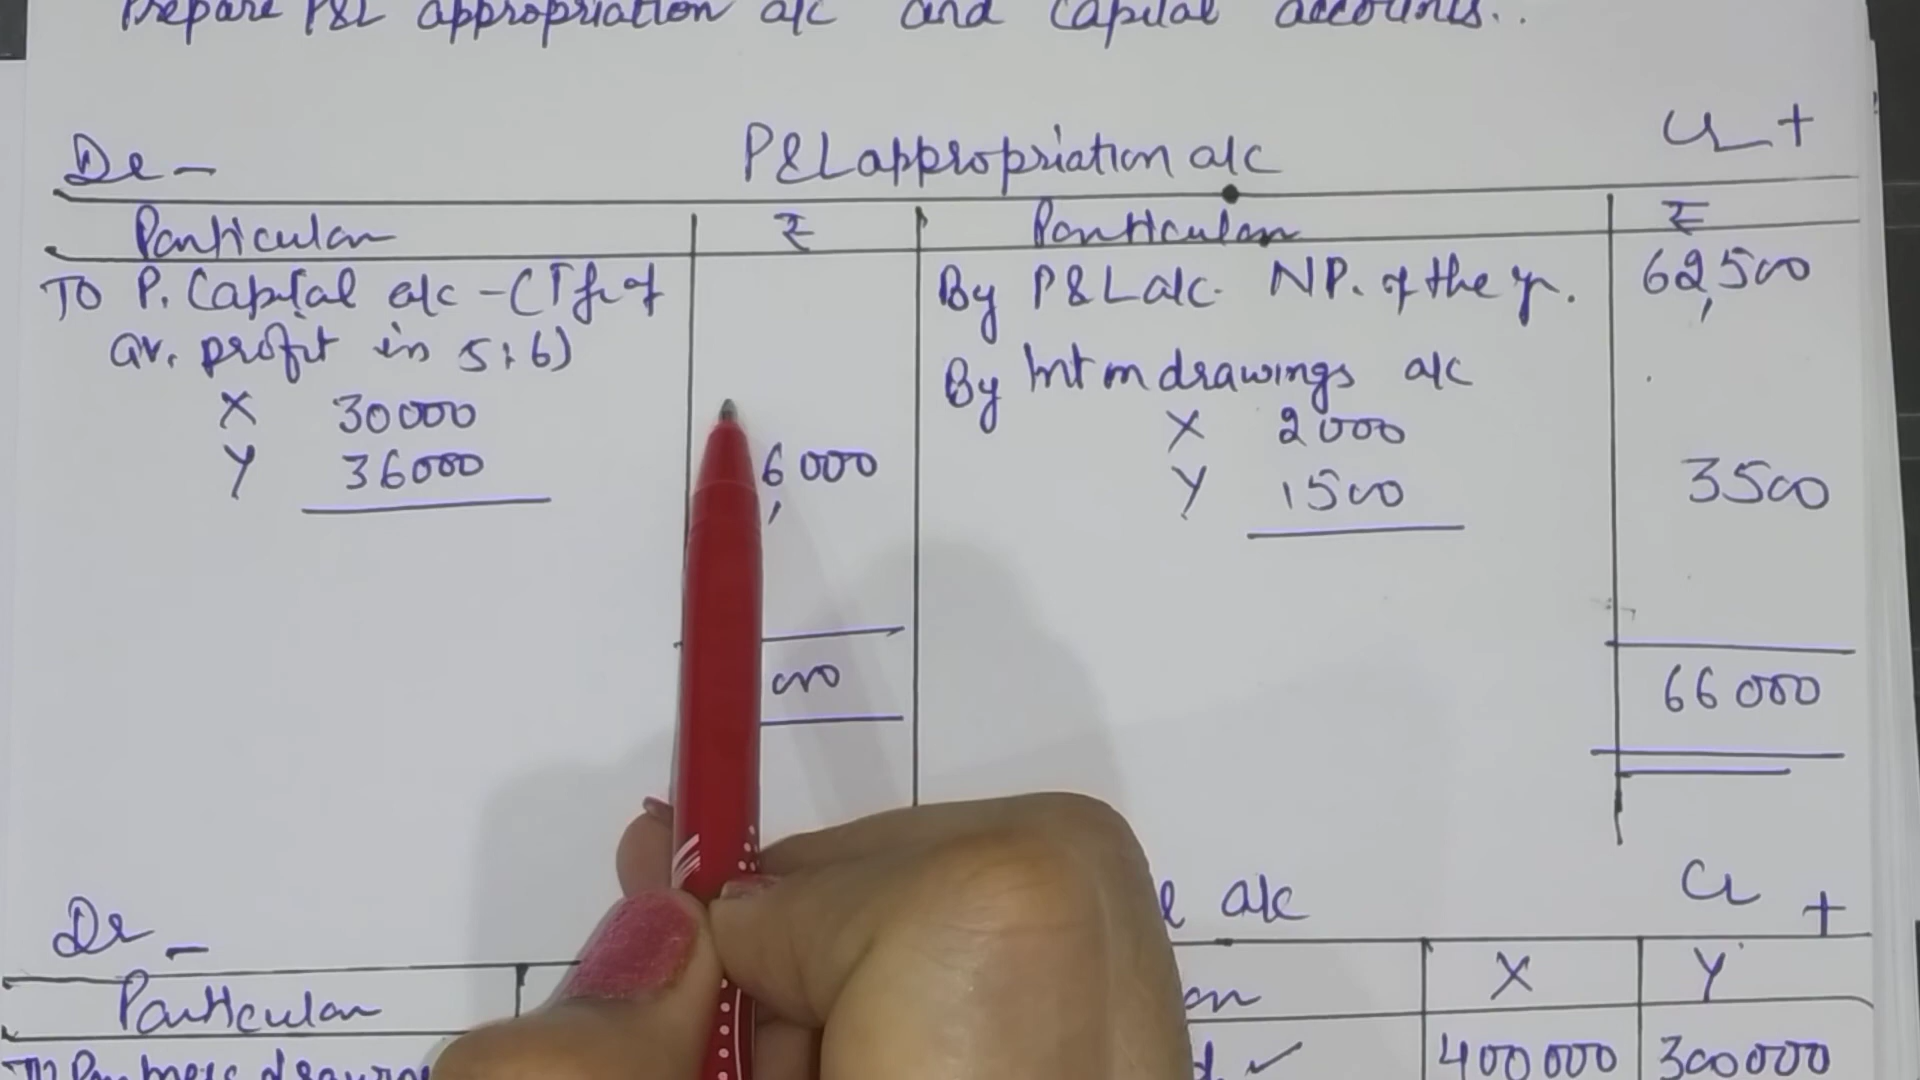 Prepare P&L appropriation a/c and capital accounts..
Dr - P&L appropriation a/c Cr +
Particular ₹ Particular ₹
To P. Capital a/c - (Tfr of By P&L a/c. NP. of the yr. 62,500
av. profit in 5:6) By Int on drawings a/c
X 30000 X 2000
Y 36000 6,000 Y 1500 3500
000 66000
Dr - a/c Cr +
Particular X Y
400000 300000